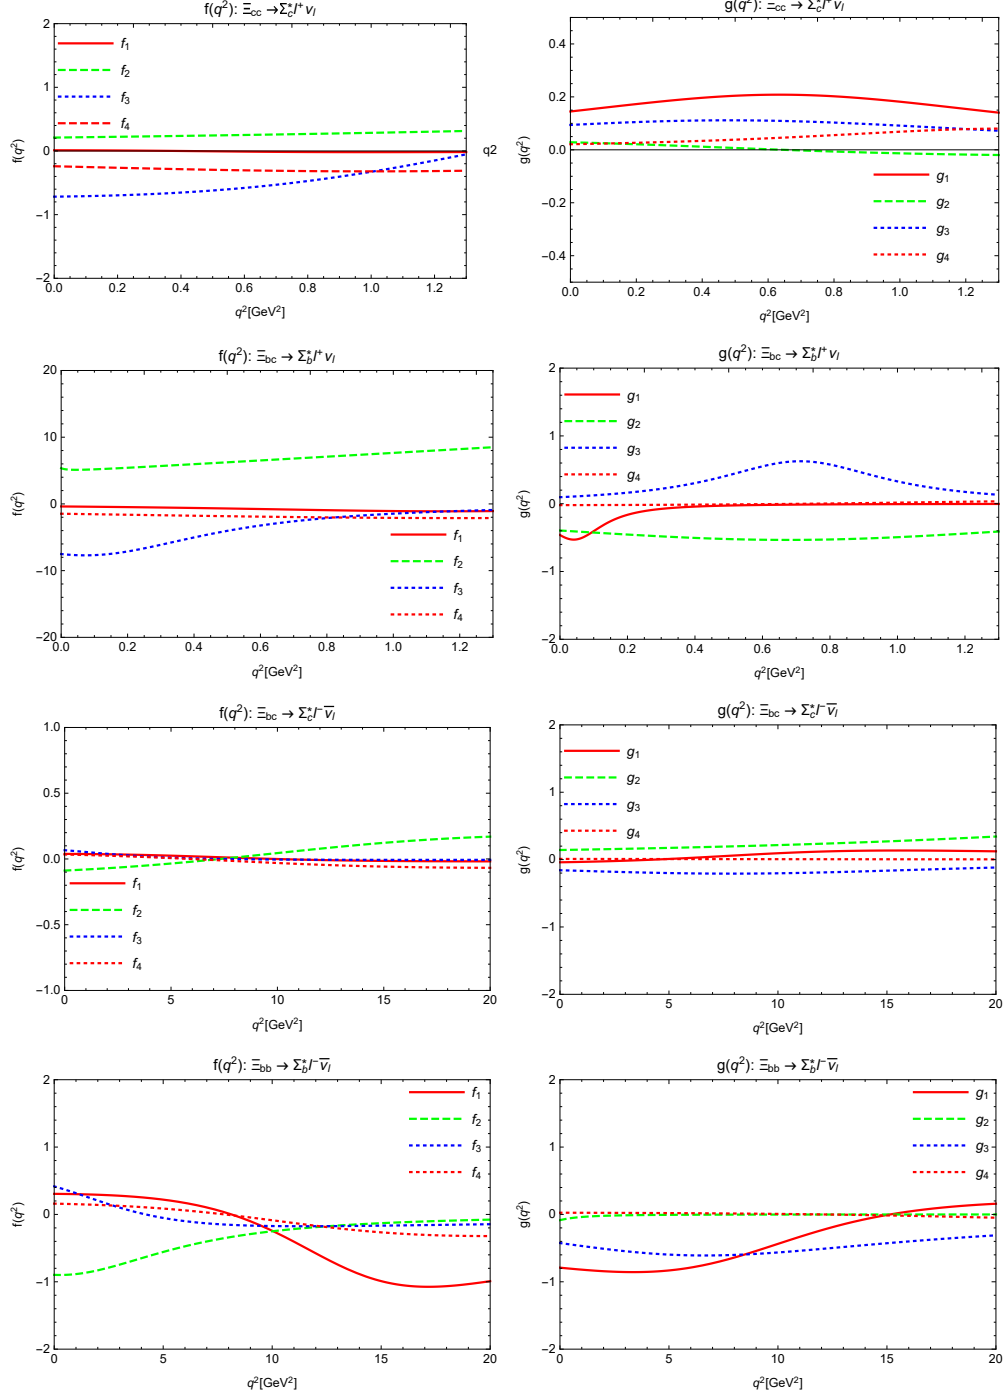 f(q²): Ξcc →Σc*l⁺νl
2
1
0
−1
−2
f(q²)
f₁
f₂
f₃
f₄
q2
0.0 0.2 0.4 0.6 0.8 1.0 1.2
q²[GeV²]
g(q²): Ξcc → Σc*l⁺νl
0.4
0.2
0.0
−0.2
−0.4
g(q²)
g₁
g₂
g₃
g₄
0.0 0.2 0.4 0.6 0.8 1.0 1.2
q²[GeV²]
f(q²): Ξbc → Σb*l⁺νl
20
10
0
−10
−20
f(q²)
f₁
f₂
f₃
f₄
0.0 0.2 0.4 0.6 0.8 1.0 1.2
q²[GeV²]
g(q²): Ξbc → Σb*l⁺νl
2
1
0
−1
−2
g(q²)
g₁
g₂
g₃
g₄
0.0 0.2 0.4 0.6 0.8 1.0 1.2
q²[GeV²]
f(q²): Ξbc → Σc*l⁻ν̅l
1.0
0.5
0.0
−0.5
−1.0
f(q²)
f₁
f₂
f₃
f₄
0 5 10 15 20
q²[GeV²]
g(q²): Ξbc → Σc*l⁻ν̅l
2
1
0
−1
−2
g(q²)
g₁
g₂
g₃
g₄
0 5 10 15 20
q²[GeV²]
f(q²): Ξbb → Σb*l⁻ν̅l
2
1
0
−1
−2
f(q²)
f₁
f₂
f₃
f₄
0 5 10 15 20
q²[GeV²]
g(q²): Ξbb → Σb*l⁻ν̅l
2
1
0
−1
−2
g(q²)
g₁
g₂
g₃
g₄
0 5 10 15 20
q²[GeV²]